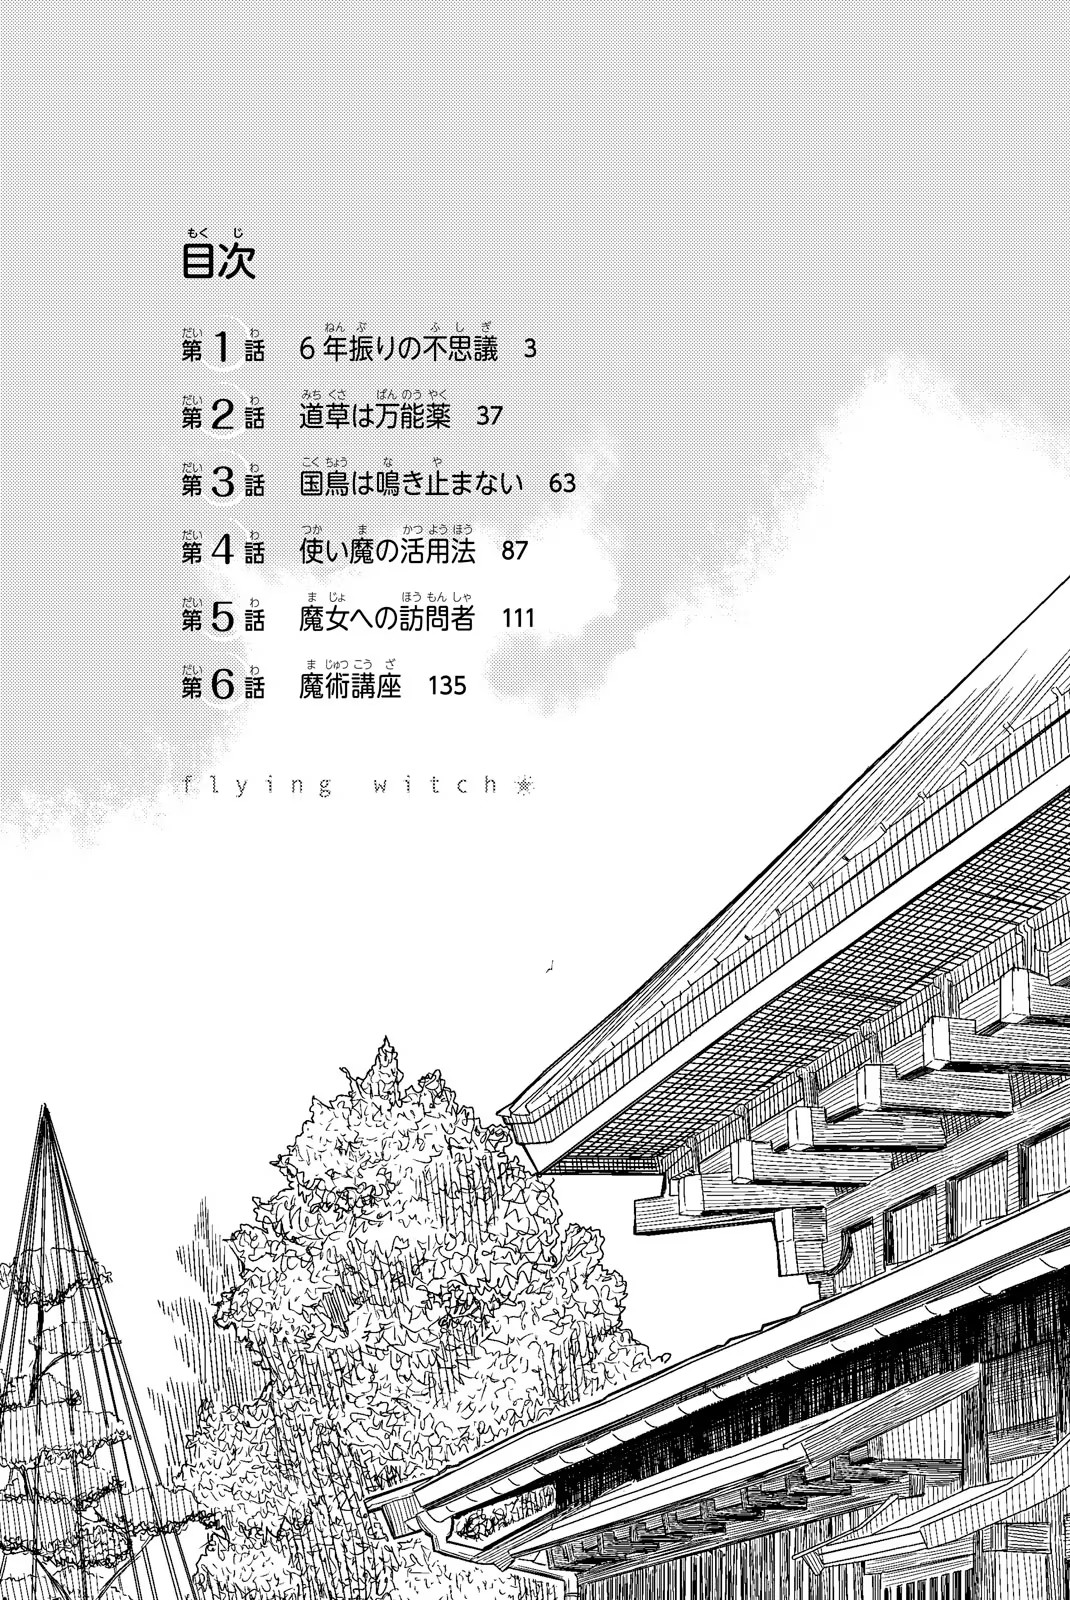 目次
第1話 6年振りの不思議 3
第2話 道草は万能薬 37
第3話 国鳥は鳴き止まない 63
第4話 使い魔の活用法 87
第5話 魔女への訪問者 111
第6話 魔術講座 135
flying witch★